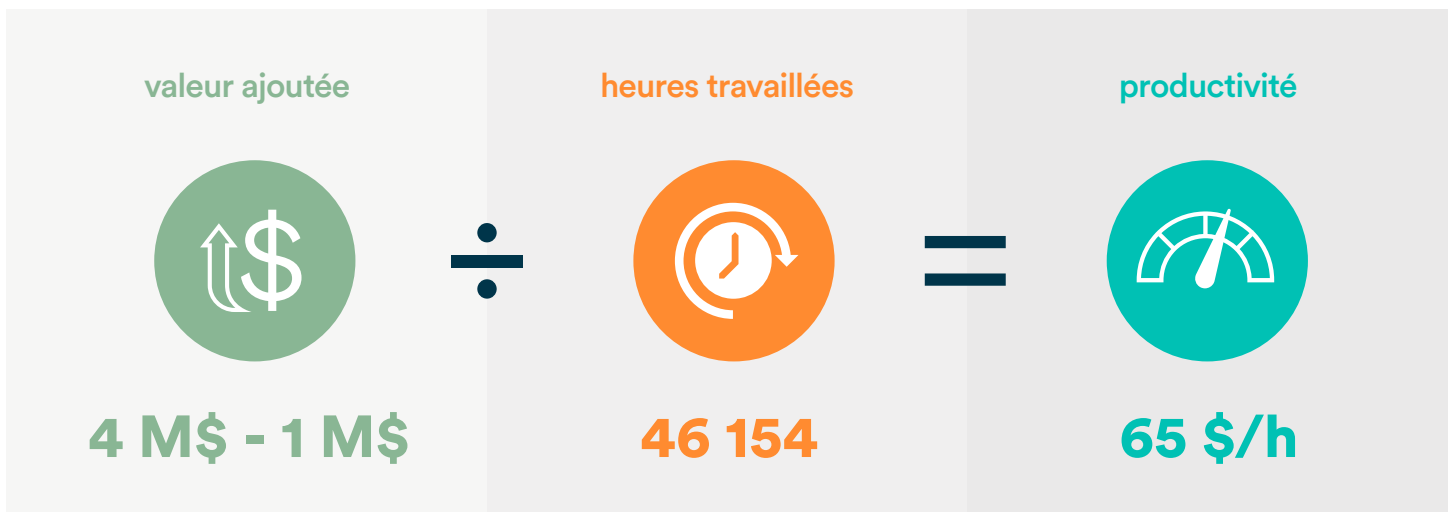 valeur ajoutée
heures travaillées
productivité
$
÷
=
4 M$ - 1 M$
46 154
65 $/h